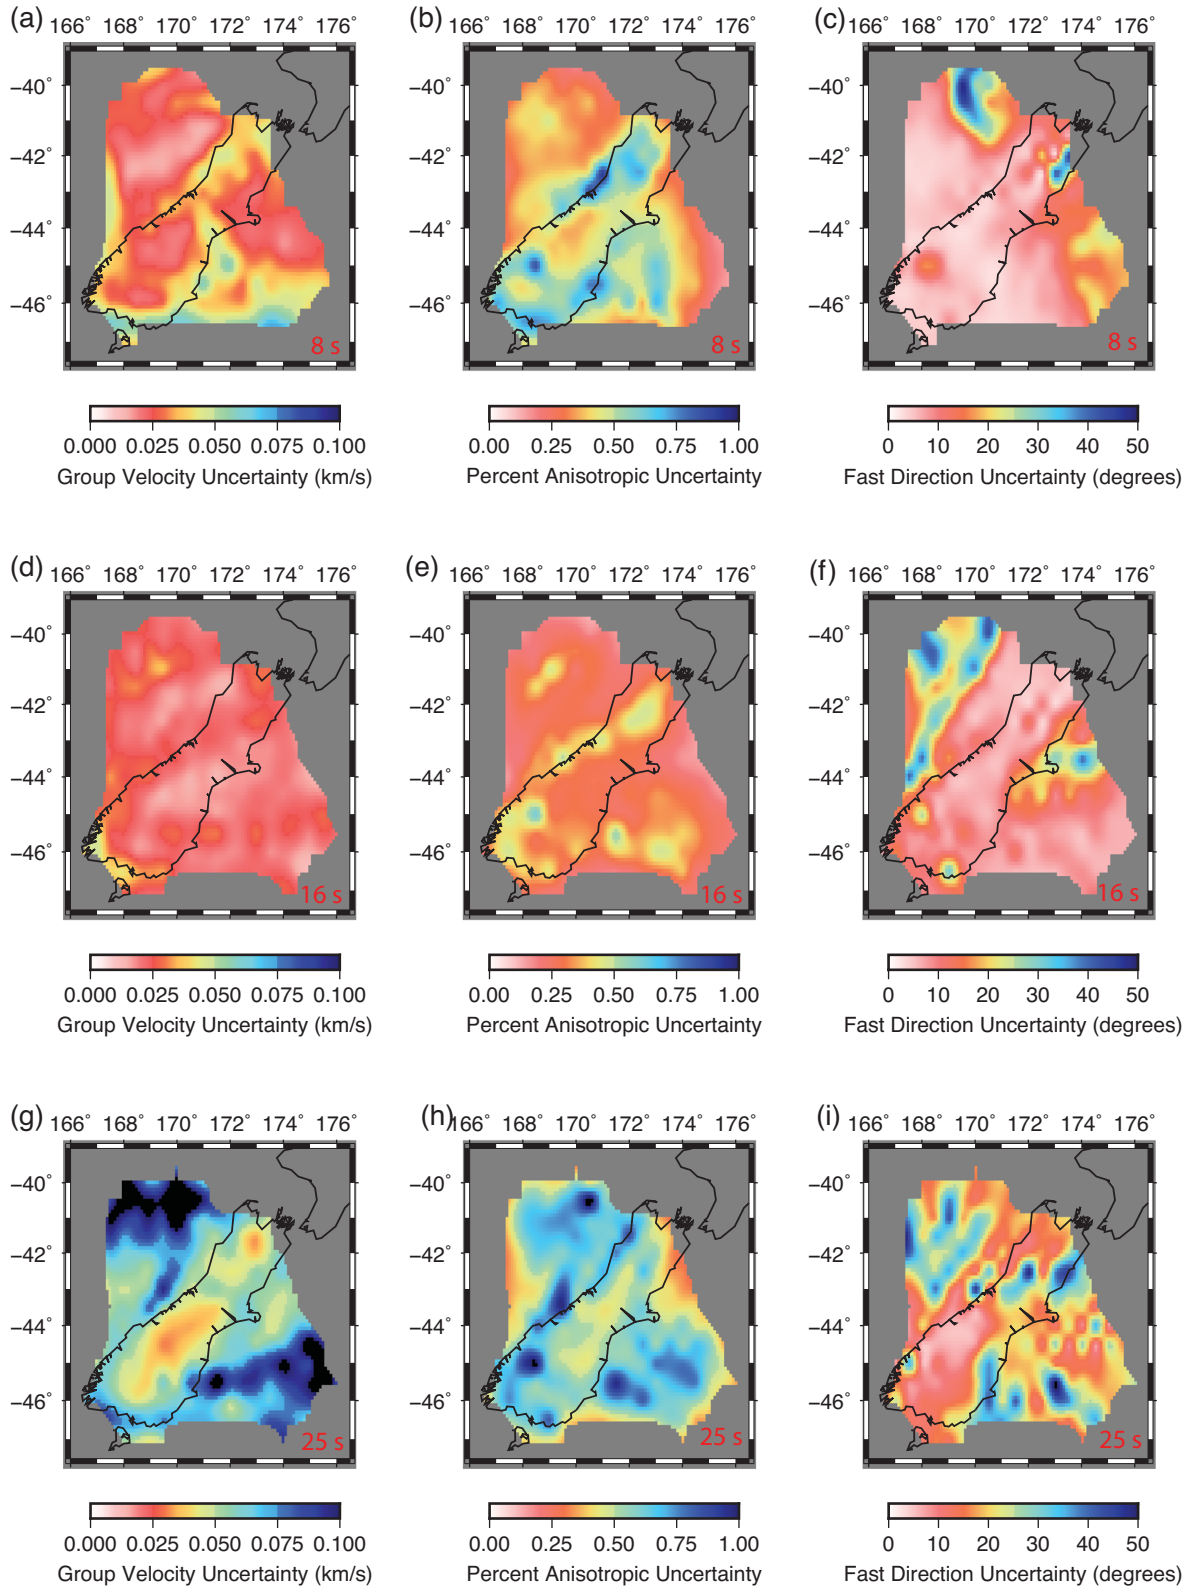 (a) (b) (c)
166° 168° 170° 172° 174° 176° 166° 168° 170° 172° 174° 176° 166° 168° 170° 172° 174° 176°
−40° −40° −40°
−42° −42° −42°
−44° −44° −44°
−46° −46° −46°
8 s 8 s 8 s
0.000 0.025 0.050 0.075 0.100 0.00 0.25 0.50 0.75 1.00 0 10 20 30 40 50
Group Velocity Uncertainty (km/s) Percent Anisotropic Uncertainty Fast Direction Uncertainty (degrees)
(d) (e) (f)
166° 168° 170° 172° 174° 176° 166° 168° 170° 172° 174° 176° 166° 168° 170° 172° 174° 176°
−40° −40° −40°
−42° −42° −42°
−44° −44° −44°
−46° −46° −46°
16 s 16 s 16 s
0.000 0.025 0.050 0.075 0.100 0.00 0.25 0.50 0.75 1.00 0 10 20 30 40 50
Group Velocity Uncertainty (km/s) Percent Anisotropic Uncertainty Fast Direction Uncertainty (degrees)
(g) (h) (i)
166° 168° 170° 172° 174° 176° 166° 168° 170° 172° 174° 176° 166° 168° 170° 172° 174° 176°
−40° −40° −40°
−42° −42° −42°
−44° −44° −44°
−46° −46° −46°
25 s 25 s 25 s
0.000 0.025 0.050 0.075 0.100 0.00 0.25 0.50 0.75 1.00 0 10 20 30 40 50
Group Velocity Uncertainty (km/s) Percent Anisotropic Uncertainty Fast Direction Uncertainty (degrees)